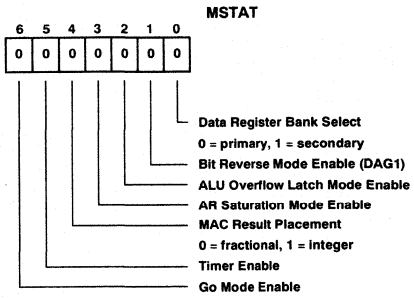 MSTAT
6 5 4 3 2 1 0
0 0 0 0 0 0 0
Data Register Bank Select
0 = primary, 1 = secondary
Bit Reverse Mode Enable (DAG1)
ALU Overflow Latch Mode Enable
AR Saturation Mode Enable
MAC Result Placement
0 = fractional, 1 = integer
Timer Enable
Go Mode Enable